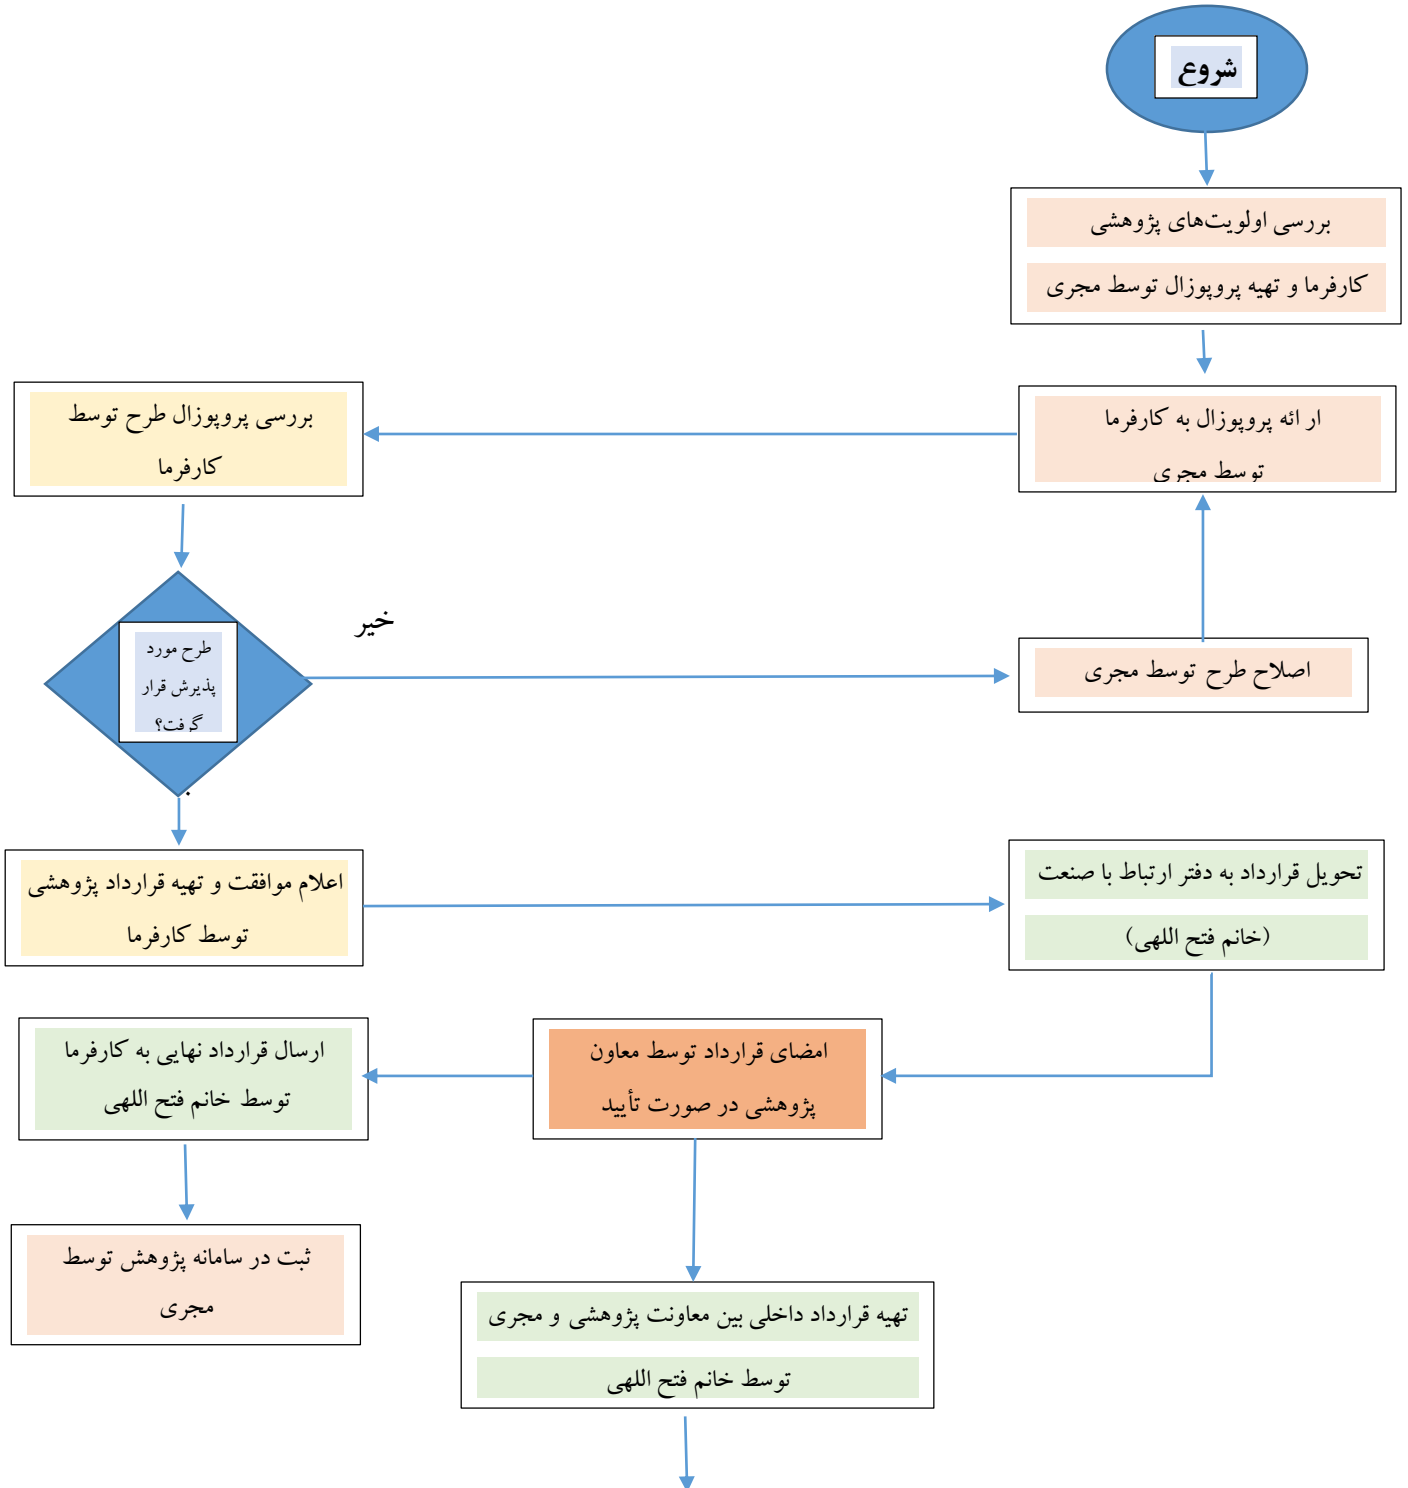 شروع
بررسی اولویت‌های پژوهشی
کارفرما و تهیه پروپوزال توسط مجری
ار ائه پروپوزال به کارفرما
توسط مجری
بررسی پروپوزال طرح توسط
کارفرما
خیر
طرح مورد
پذیرش قرار
گرفت؟
اصلاح طرح توسط مجری
تحویل قرارداد به دفتر ارتباط با صنعت
(خانم فتح اللهی)
اعلام موافقت و تهیه قرارداد پژوهشی
توسط کارفرما
امضای قرارداد توسط معاون
پژوهشی در صورت تأیید
ارسال قرارداد نهایی به کارفرما
توسط خانم فتح اللهی
ثبت در سامانه پژوهش توسط
مجری
تهیه قرارداد داخلی بین معاونت پژوهشی و مجری
توسط خانم فتح اللهی